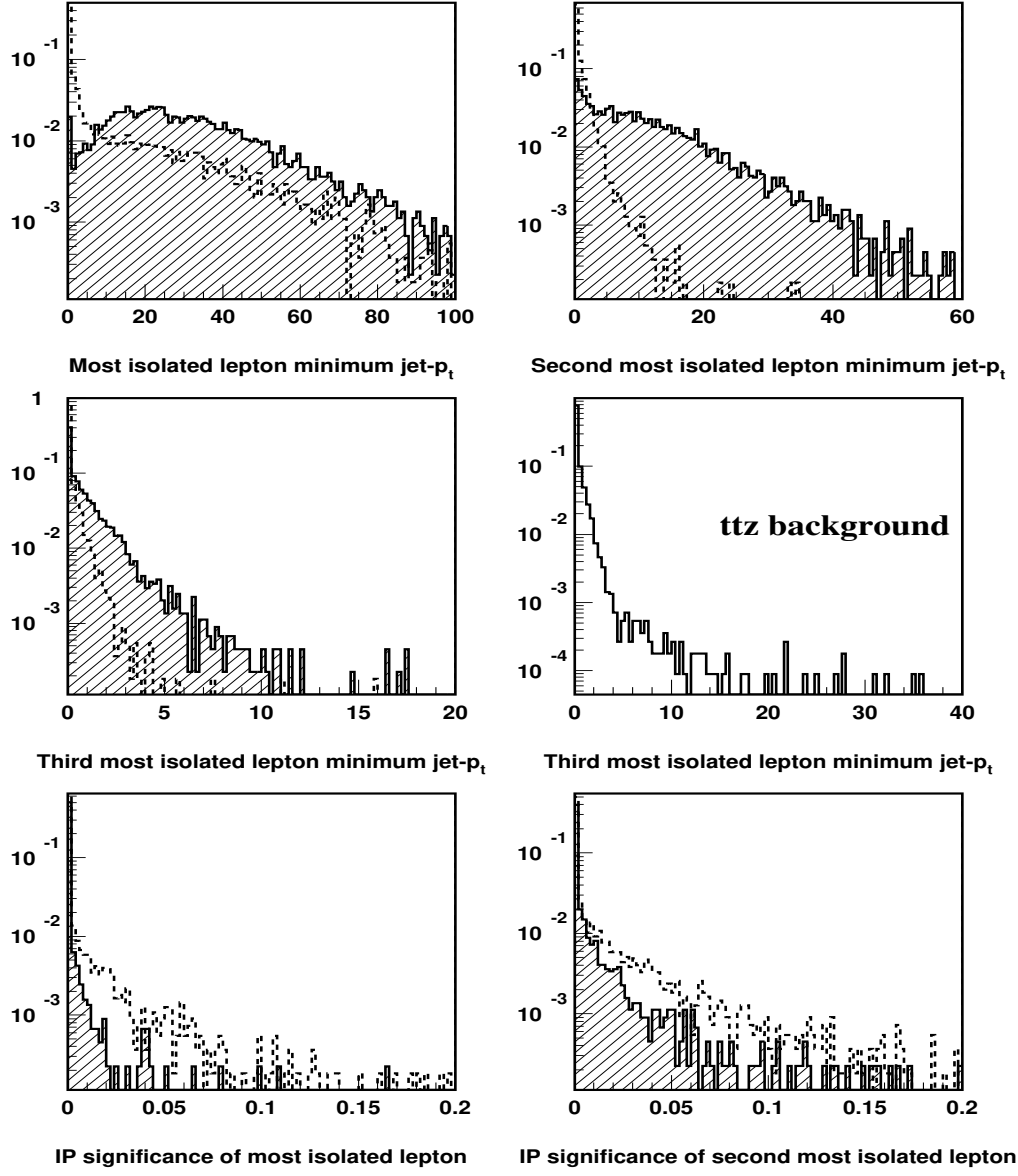 10 -1
10 -2
10 -3
0 20 40 60 80 100
Most isolated lepton minimum jet-pt
10 -1
10 -2
10 -3
0 20 40 60
Second most isolated lepton minimum jet-pt
1
10 -1
10 -2
10 -3
0 5 10 15 20
Third most isolated lepton minimum jet-pt
ttz background
10 -1
10 -2
10 -3
10 -4
0 10 20 30 40
Third most isolated lepton minimum jet-pt
10 -1
10 -2
10 -3
0 0.05 0.1 0.15 0.2
IP significance of most isolated lepton
10 -1
10 -2
10 -3
0 0.05 0.1 0.15 0.2
IP significance of second most isolated lepton